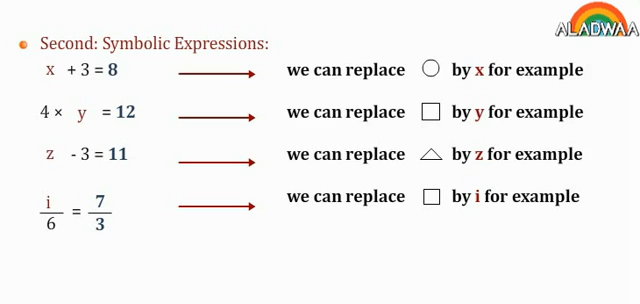 ALADWAA
Second: Symbolic Expressions:
x + 3 = 8 we can replace ○ by x for example
4 × y = 12 we can replace □ by y for example
z - 3 = 11 we can replace △ by z for example
i/6 = 7/3 we can replace □ by i for example